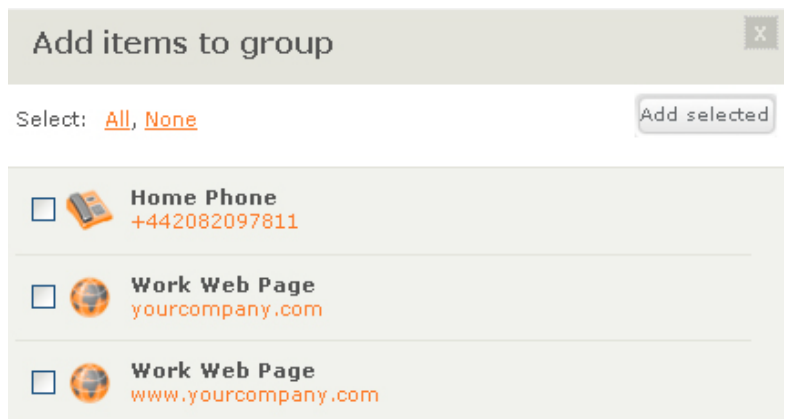 Add items to group
x
Select: All, None
Add selected
Home Phone
+442082097811
Work Web Page
yourcompany.com
Work Web Page
www.yourcompany.com